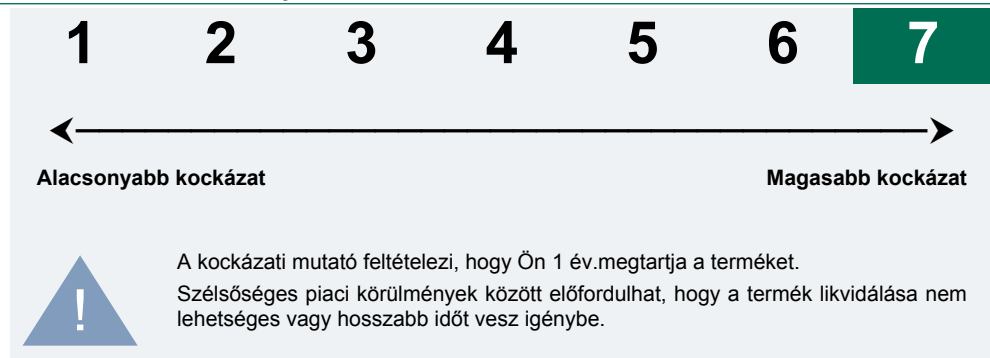 1 2 3 4 5 6 7
Alacsonyabb kockázat Magasabb kockázat
A kockázati mutató feltételezi, hogy Ön 1 év.megtartja a terméket.
Szélsőséges piaci körülmények között előfordulhat, hogy a termék likvidálása nem
lehetséges vagy hosszabb időt vesz igénybe.
!